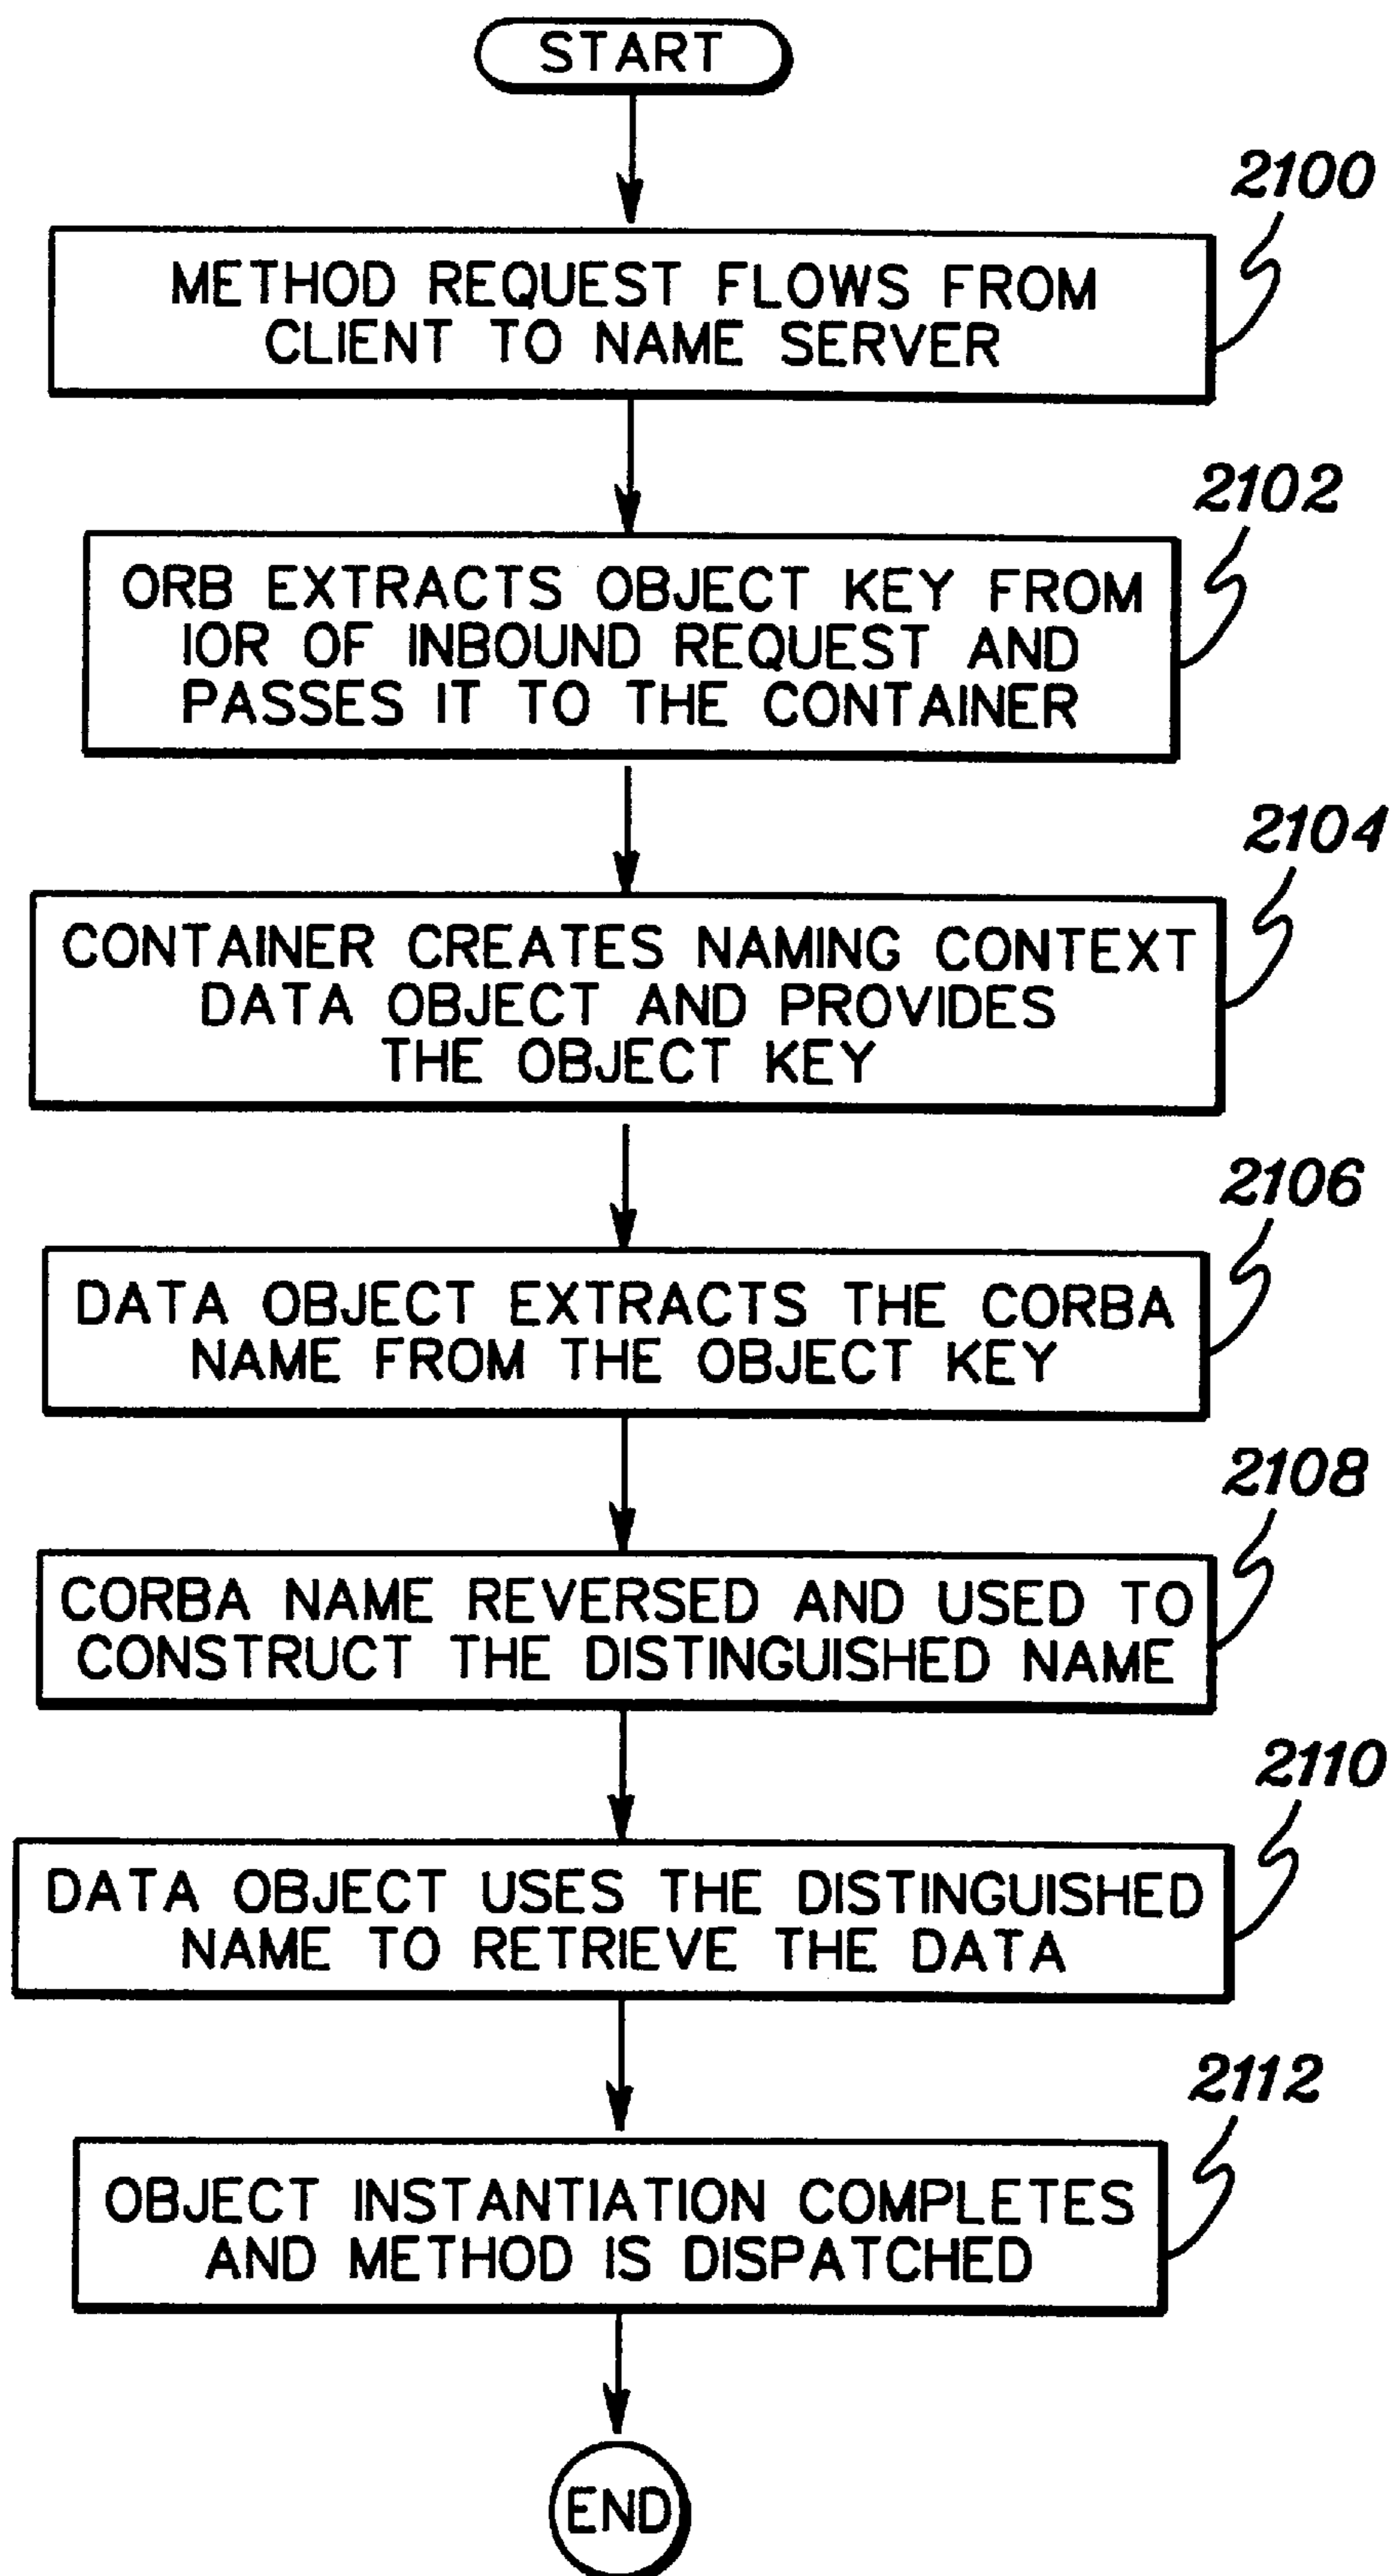 START
2100
METHOD REQUEST FLOWS FROM
CLIENT TO NAME SERVER
2102
ORB EXTRACTS OBJECT KEY FROM
IOR OF INBOUND REQUEST AND
PASSES IT TO THE CONTAINER
2104
CONTAINER CREATES NAMING CONTEXT
DATA OBJECT AND PROVIDES
THE OBJECT KEY
2106
DATA OBJECT EXTRACTS THE CORBA
NAME FROM THE OBJECT KEY
2108
CORBA NAME REVERSED AND USED TO
CONSTRUCT THE DISTINGUISHED NAME
2110
DATA OBJECT USES THE DISTINGUISHED
NAME TO RETRIEVE THE DATA
2112
OBJECT INSTANTIATION COMPLETES
AND METHOD IS DISPATCHED
END